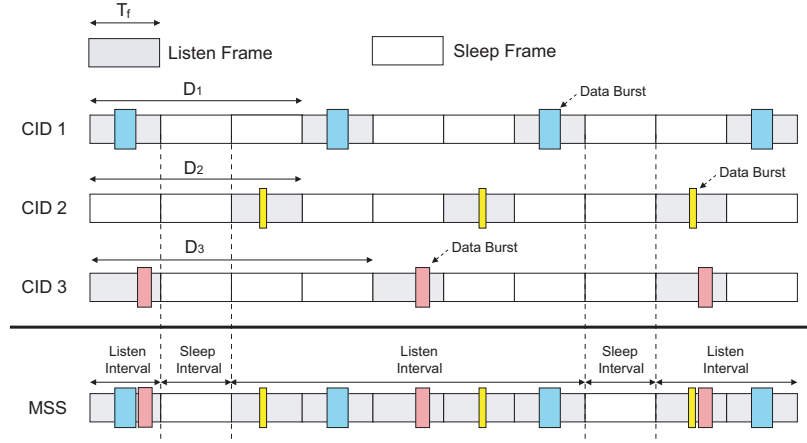 Tf
Listen Frame
Sleep Frame
D1
Data Burst
CID 1
D2
Data Burst
CID 2
D3
Data Burst
CID 3
Listen
Interval
Sleep
Interval
Listen
Interval
Sleep
Interval
Listen
Interval
MSS